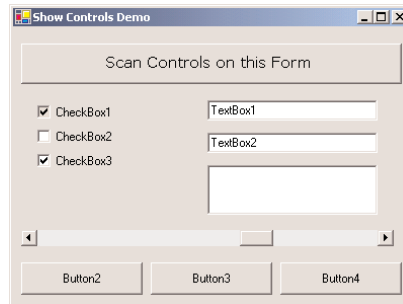 Show Controls Demo
Scan Controls on this Form
CheckBox1
TextBox1
CheckBox2
TextBox2
CheckBox3
Button2
Button3
Button4